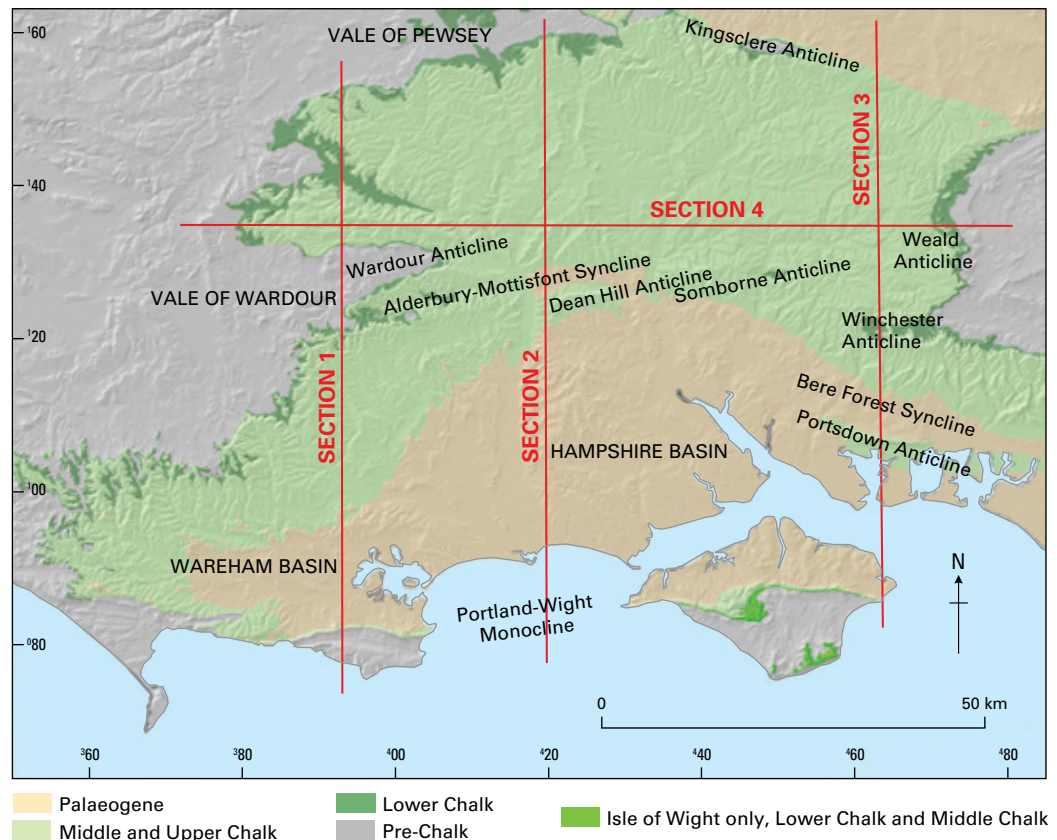 ¹60
VALE OF PEWSEY
Kingsclere Anticline
SECTION 3
¹40
SECTION 4
Wardour Anticline
Weald
Anticline
VALE OF WARDOUR
Alderbury-Mottisfont Syncline
Dean Hill Anticline
Somborne Anticline
¹20
Winchester
Anticline
SECTION 1
SECTION 2
Bere Forest Syncline
Portsdown Anticline
HAMPSHIRE BASIN
¹00
WAREHAM BASIN
N
Portland-Wight
Monocline
⁰80
0
50 km
³60
³80
⁴00
⁴20
⁴40
⁴60
⁴80
Palaeogene
Middle and Upper Chalk
Lower Chalk
Pre-Chalk
Isle of Wight only, Lower Chalk and Middle Chalk